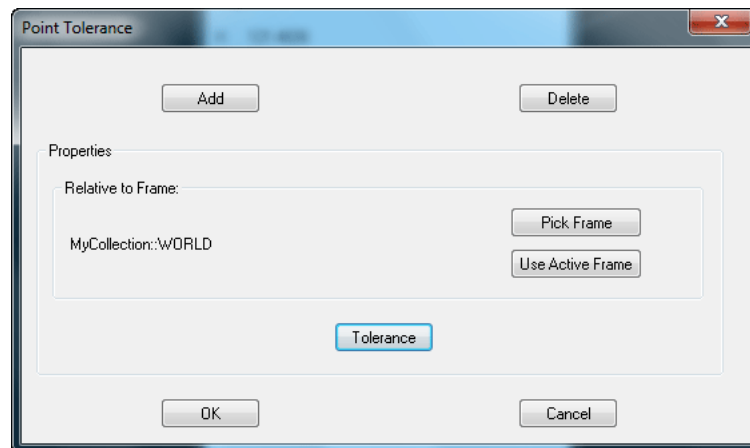 Point Tolerance
Add
Delete
Properties
Relative to Frame:
MyCollection::WORLD
Pick Frame
Use Active Frame
Tolerance
OK
Cancel